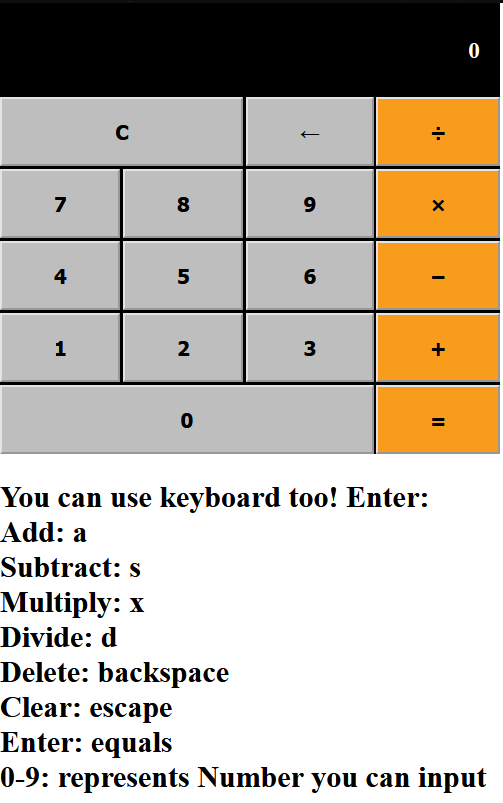 0
C ← ÷
7 8 9 ×
4 5 6 −
1 2 3 +
0 =
You can use keyboard too! Enter:
Add: a
Subtract: s
Multiply: x
Divide: d
Delete: backspace
Clear: escape
Enter: equals
0-9: represents Number you can input